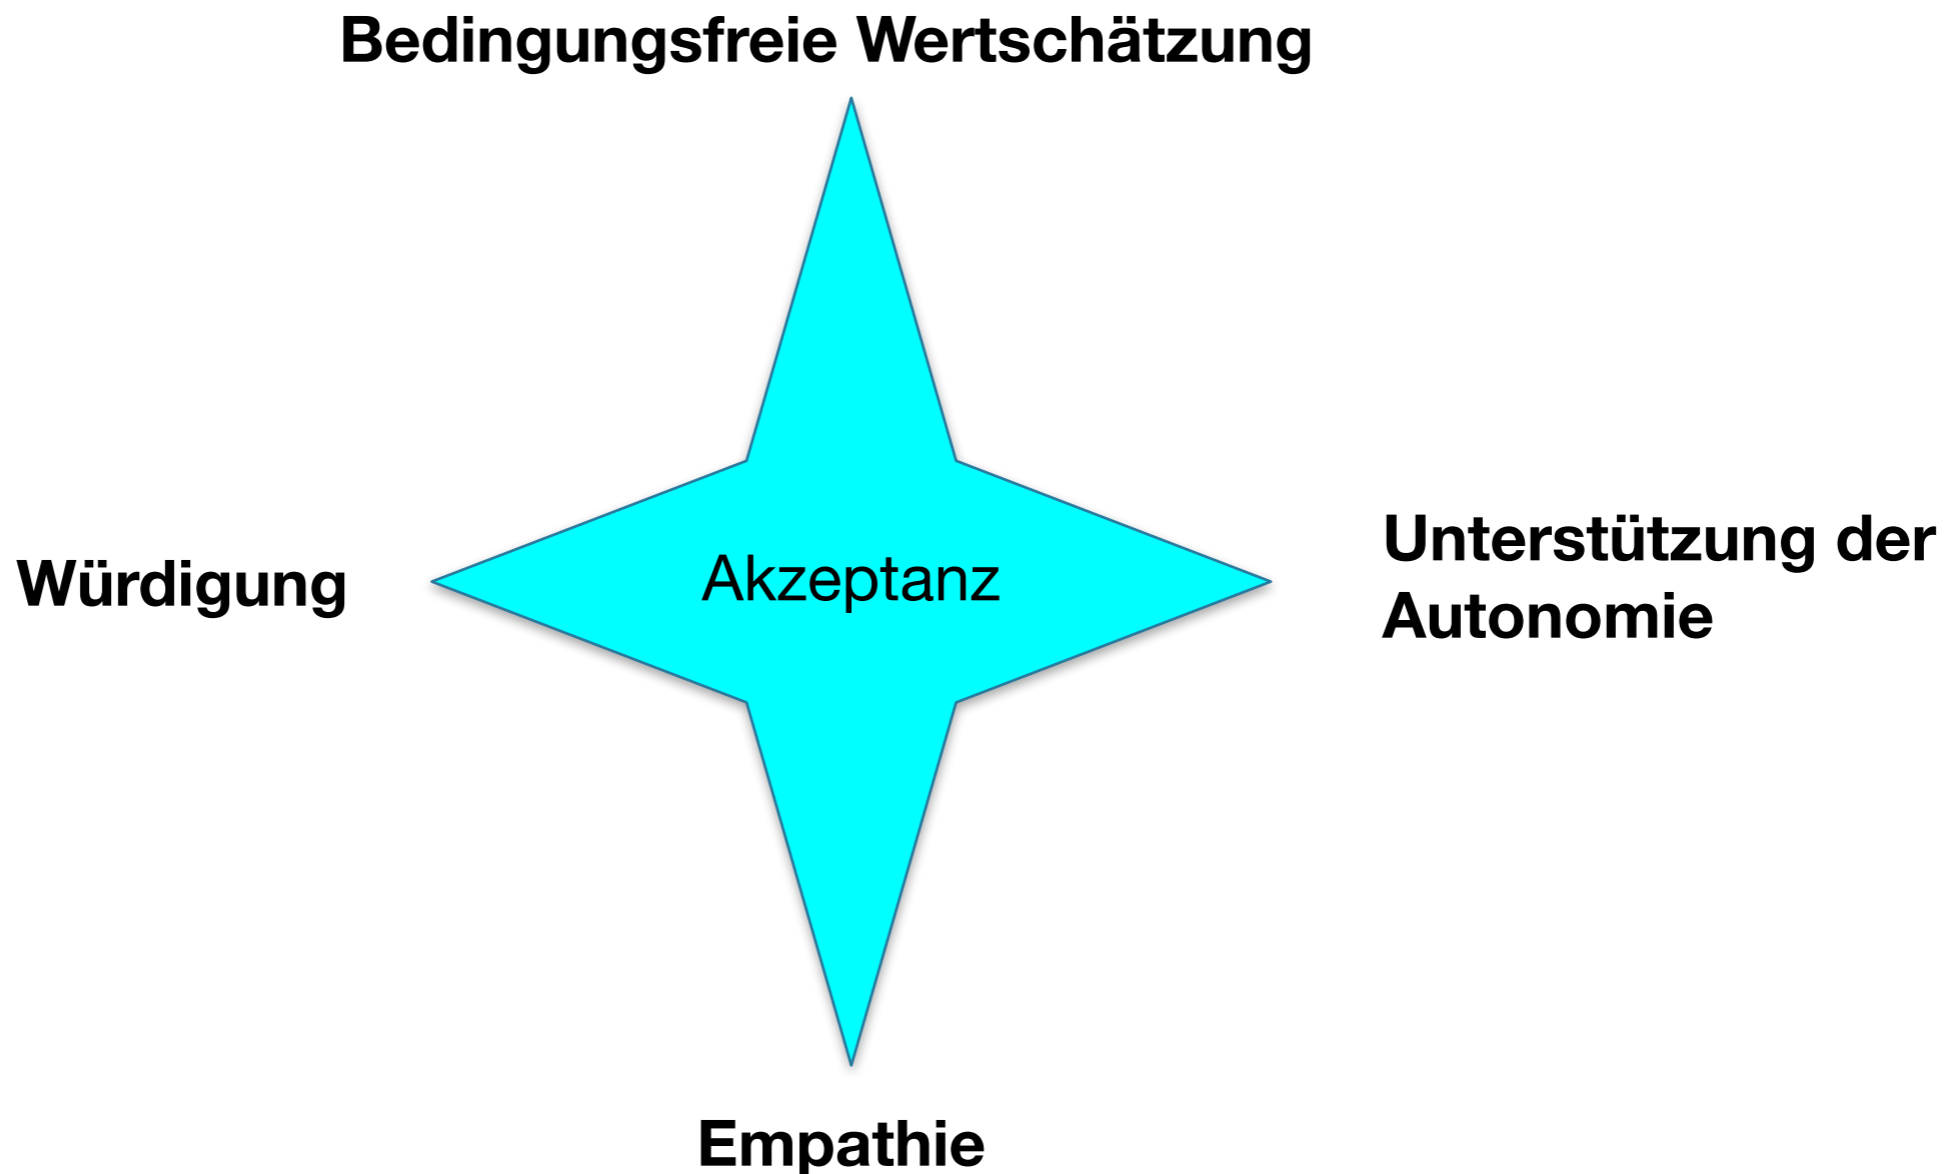 Bedingungsfreie Wertschätzung
Würdigung
Akzeptanz
Unterstützung der
Autonomie
Empathie